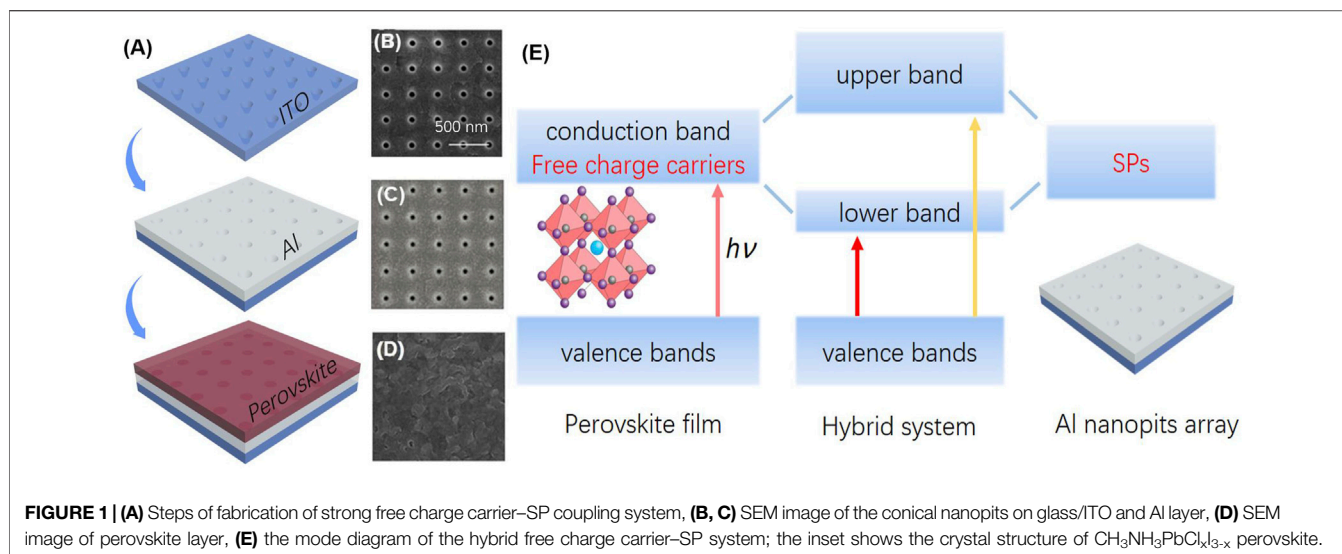 (A)
ITO
Al
Perovskite
(B)
500 nm
(C)
(D)
(E)
conduction band
Free charge carriers
hν
valence bands
Perovskite film
upper band
lower band
valence bands
Hybrid system
SPs
Al nanopits array
FIGURE 1 | (A) Steps of fabrication of strong free charge carrier–SP coupling system, (B, C) SEM image of the conical nanopits on glass/ITO and Al layer, (D) SEM
image of perovskite layer, (E) the mode diagram of the hybrid free charge carrier–SP system; the inset shows the crystal structure of CH₃NH₃PbClₓI₃₋ₓ perovskite.